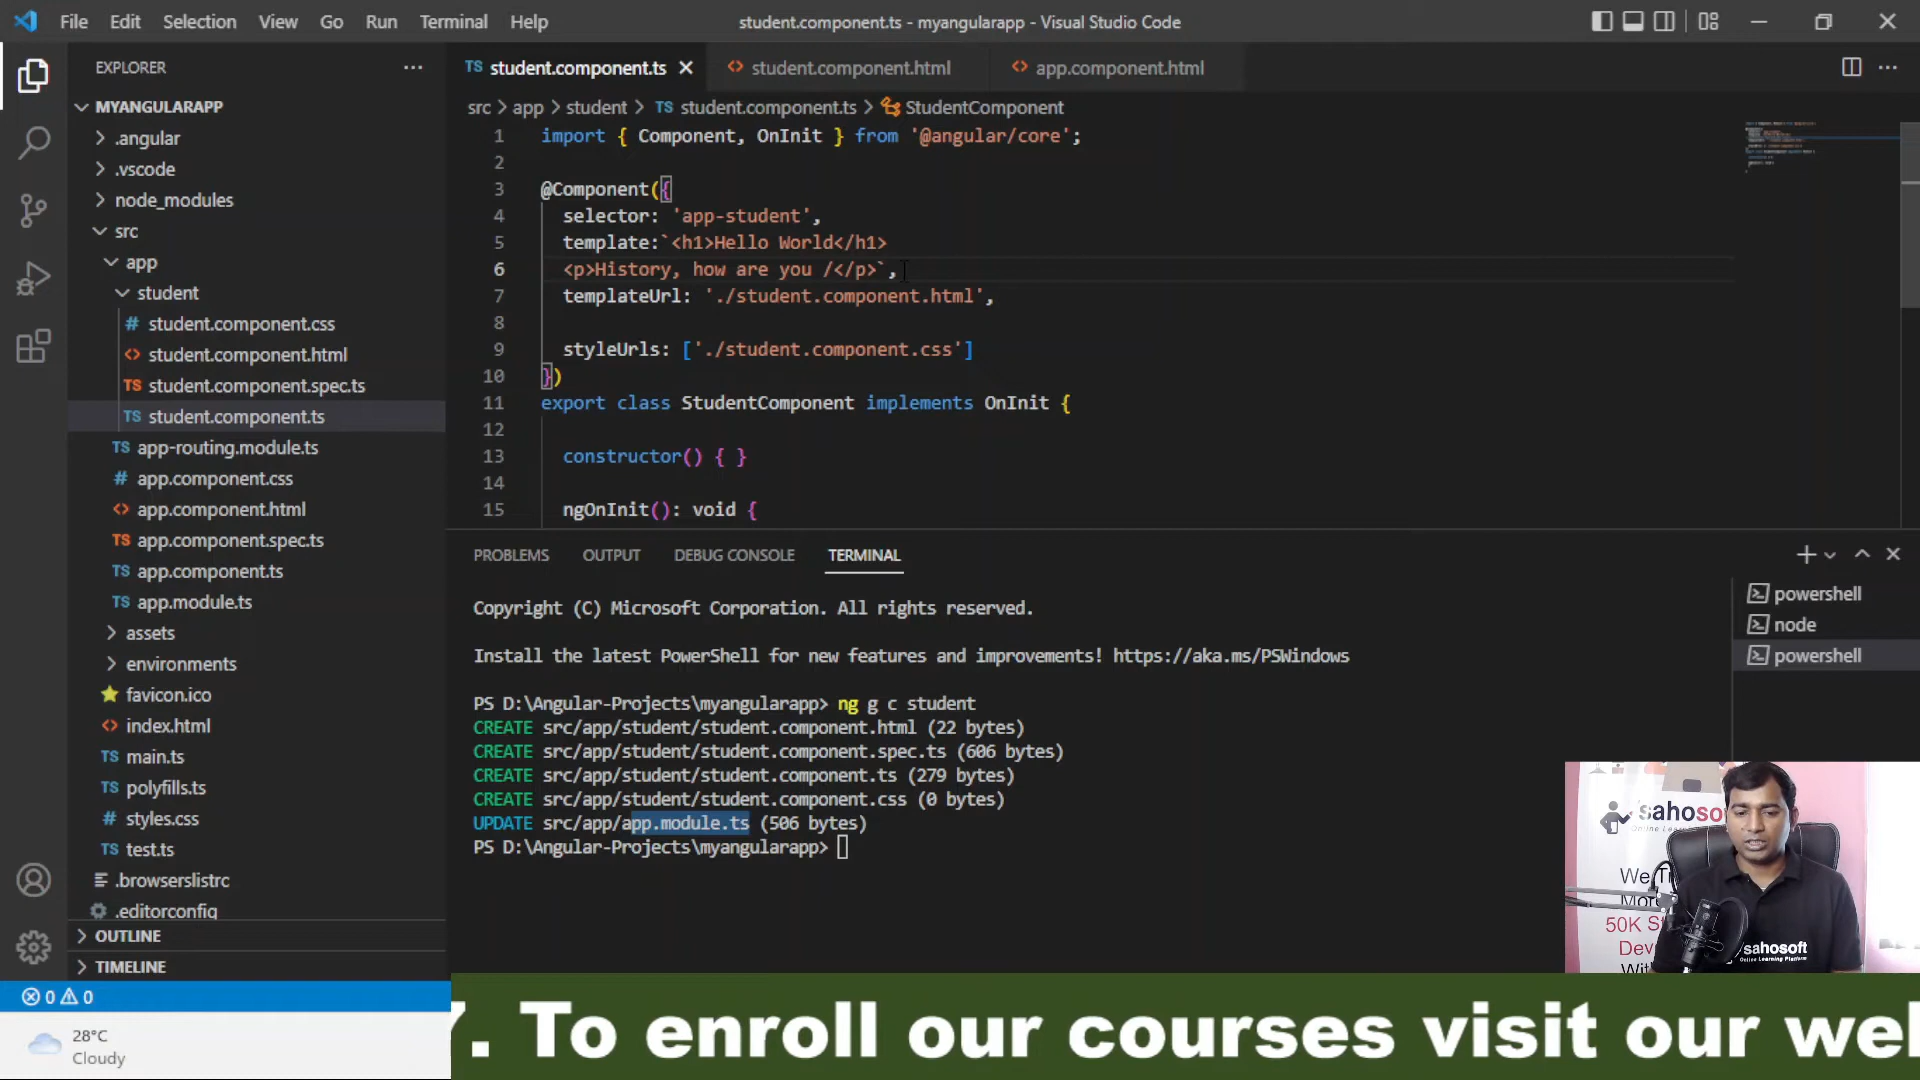 File Edit Selection View Go Run Terminal Help
student.component.ts - myangularapp - Visual Studio Code
EXPLORER
MYANGULARAPP
.angular
.vscode
node_modules
src
app
student
student.component.css
student.component.html
student.component.spec.ts
student.component.ts
app-routing.module.ts
app.component.css
app.component.html
app.component.spec.ts
app.component.ts
app.module.ts
assets
environments
favicon.ico
index.html
main.ts
polyfills.ts
styles.css
test.ts
.browserslistrc
.editorconfig
OUTLINE
TIMELINE
student.component.ts
student.component.html
app.component.html
src > app > student > TS student.component.ts > StudentComponent
1 import { Component, OnInit } from '@angular/core';
2
3 @Component({
4 selector: 'app-student',
5 template:`<h1>Hello World</h1>
6 <p>History, how are you /</p>`,
7 templateUrl: './student.component.html',
8
9 styleUrls: ['./student.component.css']
10 })
11 export class StudentComponent implements OnInit {
12
13 constructor() { }
14
15 ngOnInit(): void {
PROBLEMS OUTPUT DEBUG CONSOLE TERMINAL
Copyright (C) Microsoft Corporation. All rights reserved.
Install the latest PowerShell for new features and improvements! https://aka.ms/PSWindows
PS D:\Angular-Projects\myangularapp> ng g c student
CREATE src/app/student/student.component.html (22 bytes)
CREATE src/app/student/student.component.spec.ts (606 bytes)
CREATE src/app/student/student.component.ts (279 bytes)
CREATE src/app/student/student.component.css (0 bytes)
UPDATE src/app/app.module.ts (506 bytes)
PS D:\Angular-Projects\myangularapp>
powershell
node
powershell
sahosoft
We
50K
Dev
sahosoft
Online Learning Platform
0 0
28°C
Cloudy
7. To enroll our courses visit our we